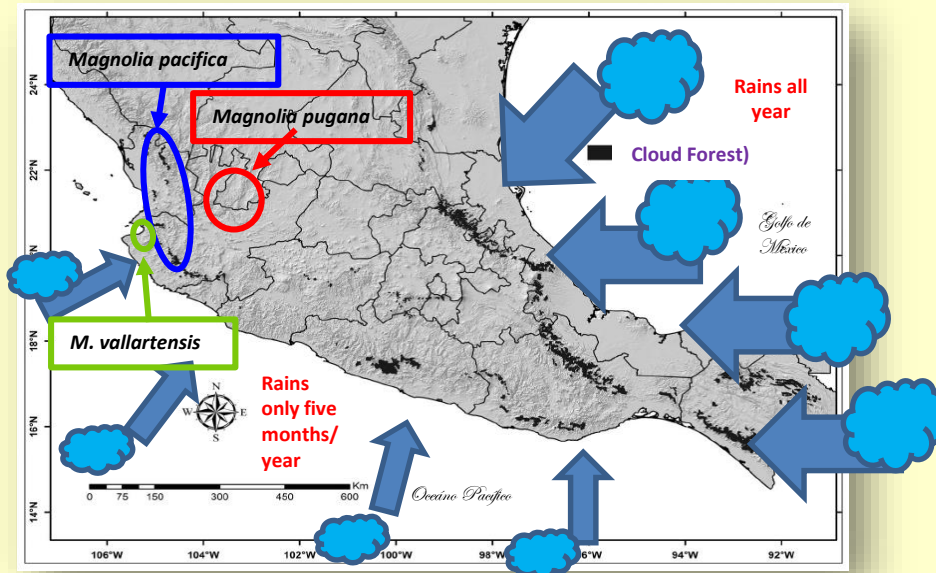 Magnolia pacifica
Magnolia pugana
Rains all
year
Cloud Forest)
Golfo de
México
M. vallartensis
Rains
only five
months/
year
N
W E
S
Km
0 75 150 300 450 600
Océano Pacífico
24°N
22°N
20°N
18°N
16°N
14°N
106°W 104°W 102°W 100°W 98°W 96°W 94°W 92°W